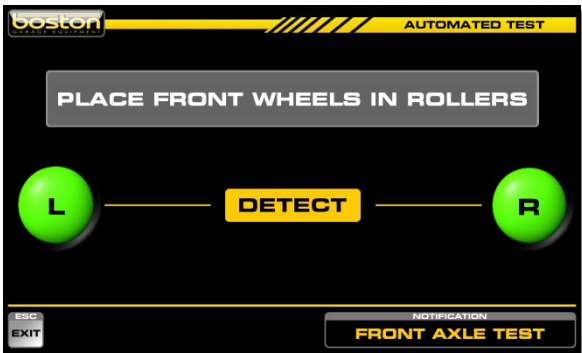 boston
GARAGE EQUIPMENT
AUTOMATED TEST
PLACE FRONT WHEELS IN ROLLERS
L
DETECT
R
ESC
EXIT
NOTIFICATION
FRONT AXLE TEST